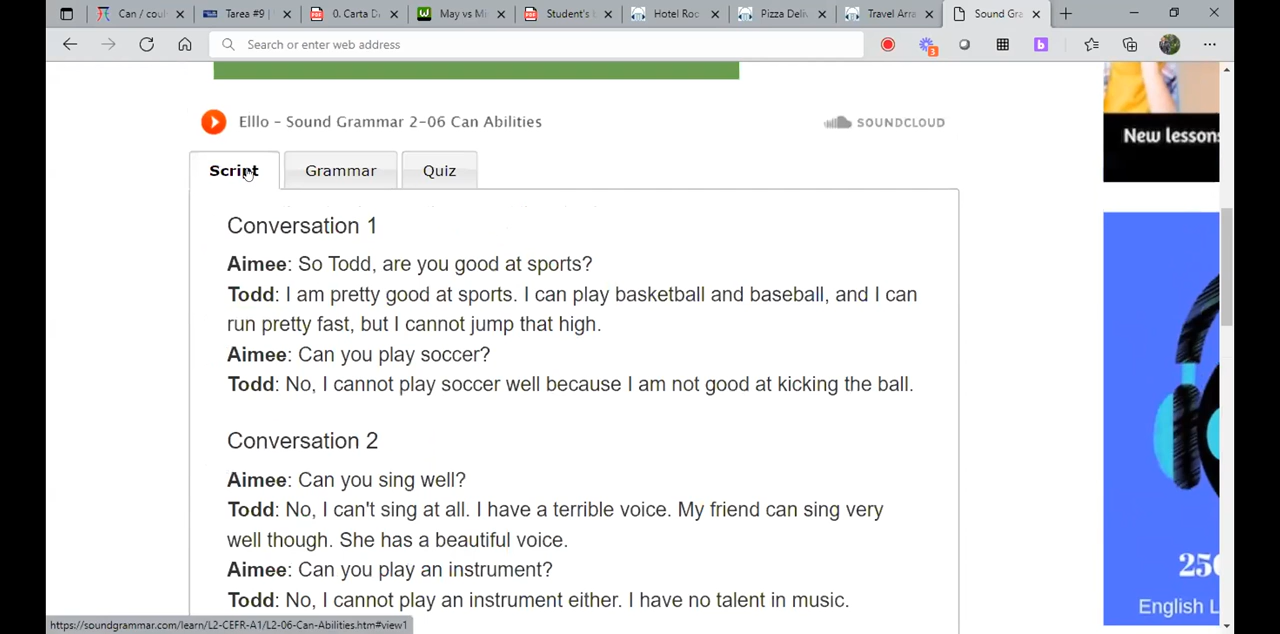 Can / coul
Tarea #9 |
0. Carta D
May vs Mi
Student's b
Hotel Roc
Pizza Deliv
Travel Arra
Sound Gra
Search or enter web address
3
b
New lessons
Elllo - Sound Grammar 2-06 Can Abilities
SOUNDCLOUD
Script
Grammar
Quiz
Conversation 1
Aimee: So Todd, are you good at sports?
Todd: I am pretty good at sports. I can play basketball and baseball, and I can
run pretty fast, but I cannot jump that high.
Aimee: Can you play soccer?
Todd: No, I cannot play soccer well because I am not good at kicking the ball.
Conversation 2
Aimee: Can you sing well?
Todd: No, I can't sing at all. I have a terrible voice. My friend can sing very
well though. She has a beautiful voice.
Aimee: Can you play an instrument?
Todd: No, I cannot play an instrument either. I have no talent in music.
250
English L
https://soundgrammar.com/learn/L2-CEFR-A1/L2-06-Can-Abilities.htm#view1